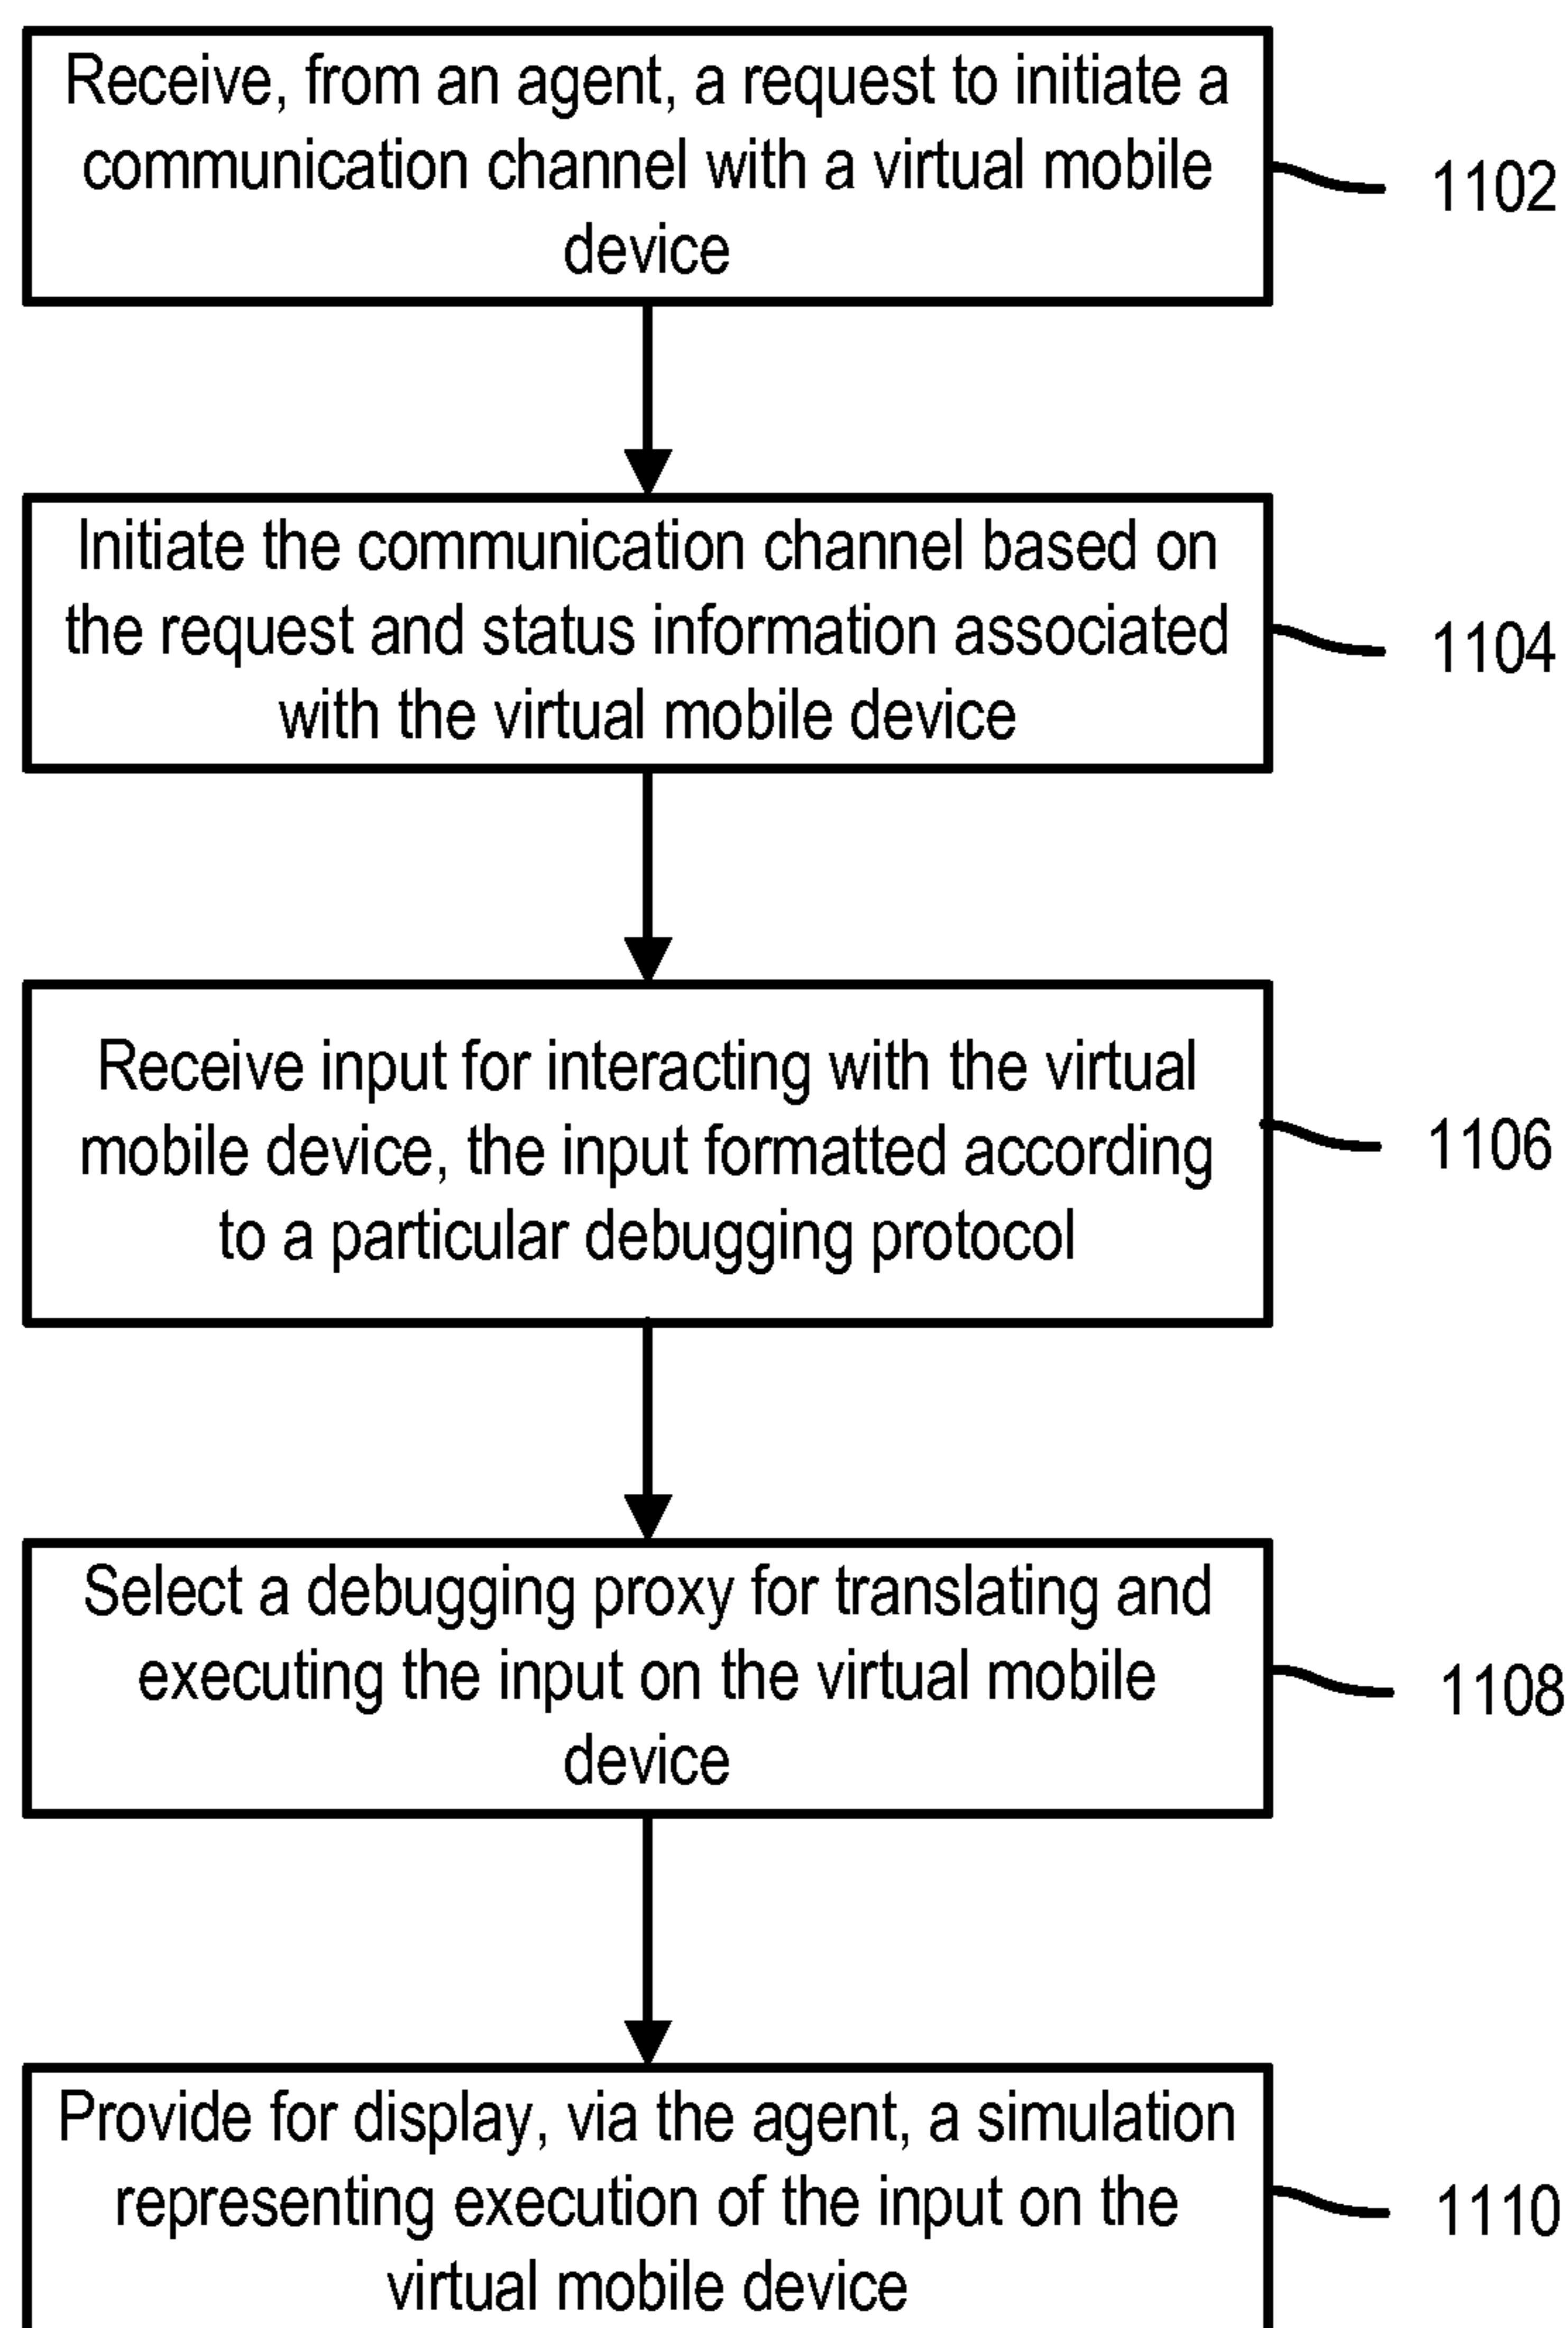 Receive, from an agent, a request to initiate a
communication channel with a virtual mobile
device
1102
Initiate the communication channel based on
the request and status information associated
with the virtual mobile device
1104
Receive input for interacting with the virtual
mobile device, the input formatted according
to a particular debugging protocol
1106
Select a debugging proxy for translating and
executing the input on the virtual mobile
device
1108
Provide for display, via the agent, a simulation
representing execution of the input on the
virtual mobile device
1110